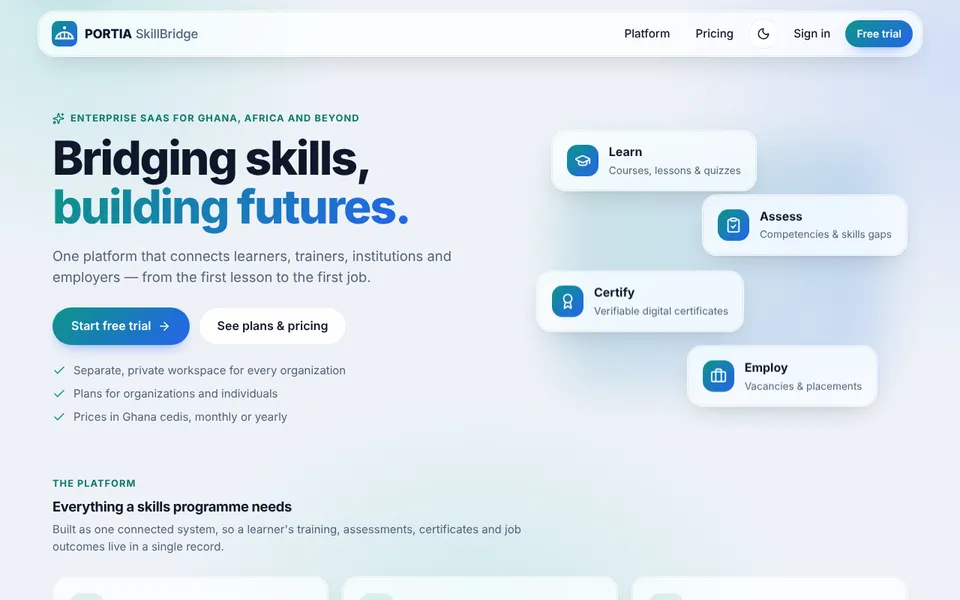 PORTIA SkillBridge
Platform
Pricing
Sign in
Free trial
ENTERPRISE SAAS FOR GHANA, AFRICA AND BEYOND
Bridging skills,
building futures.
One platform that connects learners, trainers, institutions and
employers — from the first lesson to the first job.
Start free trial
See plans & pricing
Separate, private workspace for every organization
Plans for organizations and individuals
Prices in Ghana cedis, monthly or yearly
Learn
Courses, lessons & quizzes
Assess
Competencies & skills gaps
Certify
Verifiable digital certificates
Employ
Vacancies & placements
THE PLATFORM
Everything a skills programme needs
Built as one connected system, so a learner's training, assessments, certificates and job
outcomes live in a single record.